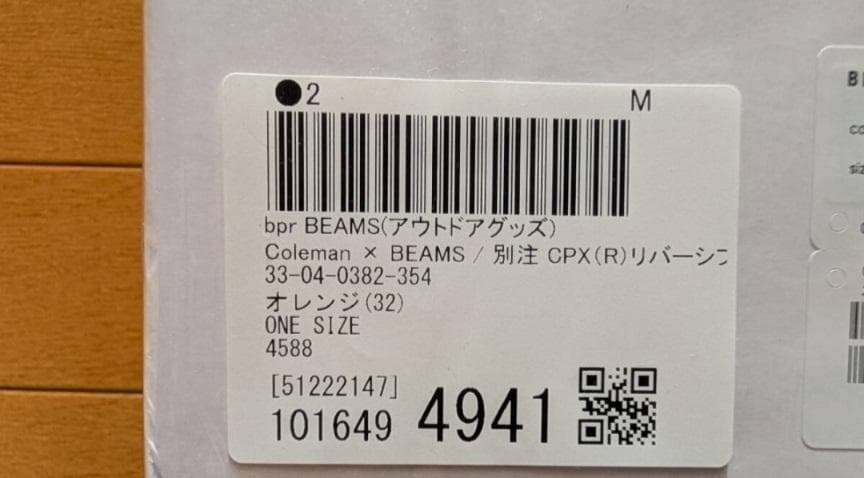 ●2 M
bpr BEAMS(アウトドアグッズ)
Coleman × BEAMS / 別注 CPX(R)リバーシブ
33-04-0382-354
オレンジ(32)
ONE SIZE
4588
[51222147]
101649 4941